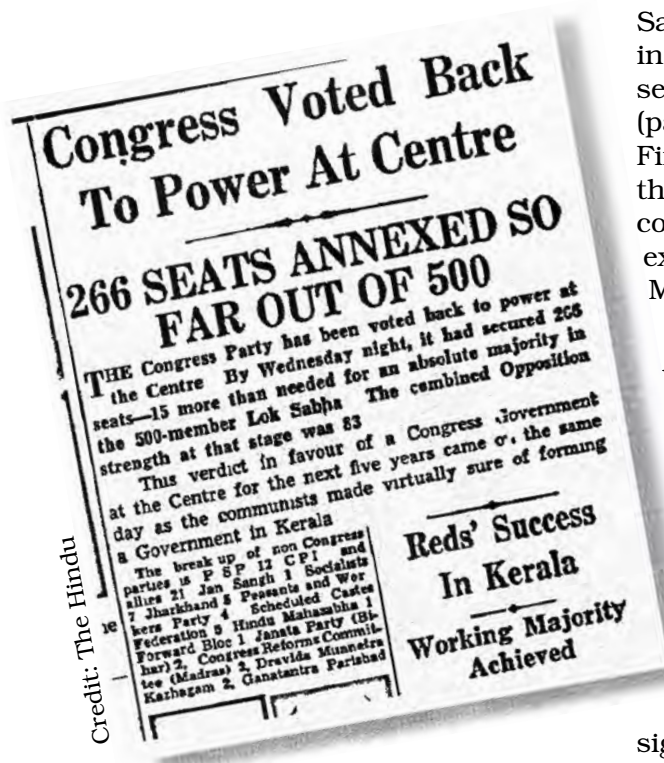 Congress Voted Back
To Power At Centre
266 SEATS ANNEXED SO
FAR OUT OF 500
THE Congress Party has been voted back to power at
the Centre By Wednesday night, it had secured 266
seats—15 more than needed for an absolute majority in
the 500-member Lok Sabha The combined Opposition
strength at that stage was 83
This verdict in favour of a Congress Government
at the Centre for the next five years came on the same
day as the communists made virtually sure of forming
a Government in Kerala
The break up of non Congress
parties is P S P 12 C P I and
allies 21 Jan Sangh 1 Socialists
7 Jharkhand 5 Peasants and Wor
kers Party 4 Scheduled Castes
Federation 5 Hindu Mahasabha 1
Forward Bloc 1 Janata Party (Bi-
har) 2, Congress Reforms Commit-
tee (Madras) 2, Dravida Munnetra
Kazhagam 2, Ganatantra Parishad
Reds' Success
In Kerala
Working Majority
Achieved
Credit: The Hindu
Sa
in
se
(pa
Fi
th
co
ex
M
sig